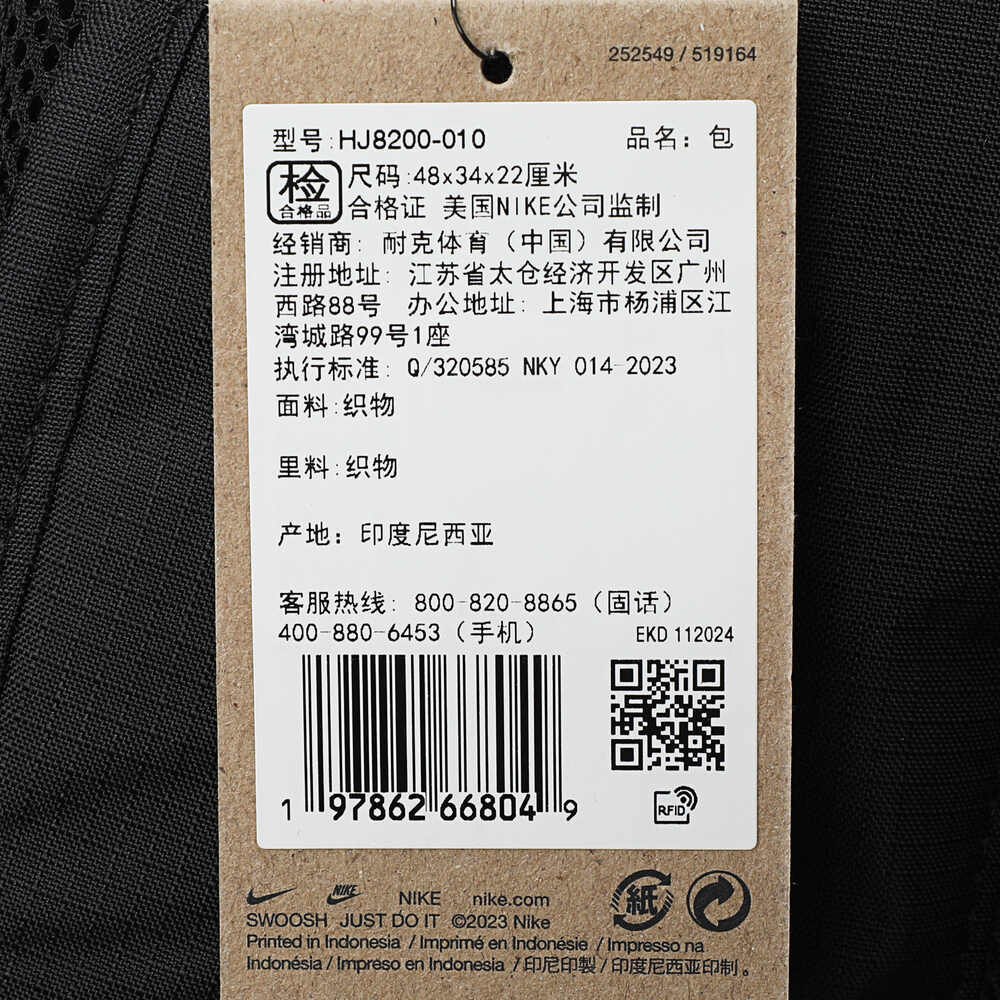 252549 / 519164
型号:HJ8200-010 品名：包
检 合格品
尺码:48x34x22厘米
合格证 美国NIKE公司监制
经销商：耐克体育（中国）有限公司
注册地址：江苏省太仓经济开发区广州
西路88号 办公地址：上海市杨浦区江
湾城路99号1座
执行标准：Q/320585 NKY 014-2023
面料:织物
里料:织物
产地：印度尼西亚
客服热线：800-820-8865（固话）
400-880-6453（手机） EKD 112024
1 97862 66804 9
RFID
NIKE NIKE nike.com
SWOOSH JUST DO IT ©2023 Nike
紙
Printed in Indonesia / Imprimé en Indonésie / Impresso na
Indonésia / Impreso en Indonesia / 印尼印製 / 印度尼西亚印制。